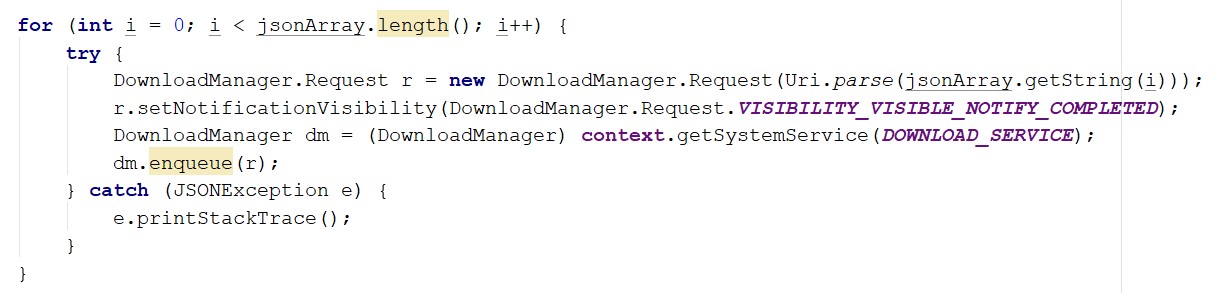 for (int i = 0; i < jsonArray.length(); i++) {
    try {
        DownloadManager.Request r = new DownloadManager.Request(Uri.parse(jsonArray.getString(i)));
        r.setNotificationVisibility(DownloadManager.Request.VISIBILITY_VISIBLE_NOTIFY_COMPLETED);
        DownloadManager dm = (DownloadManager) context.getSystemService(DOWNLOAD_SERVICE);
        dm.enqueue(r);
    } catch (JSONException e) {
        e.printStackTrace();
    }
}